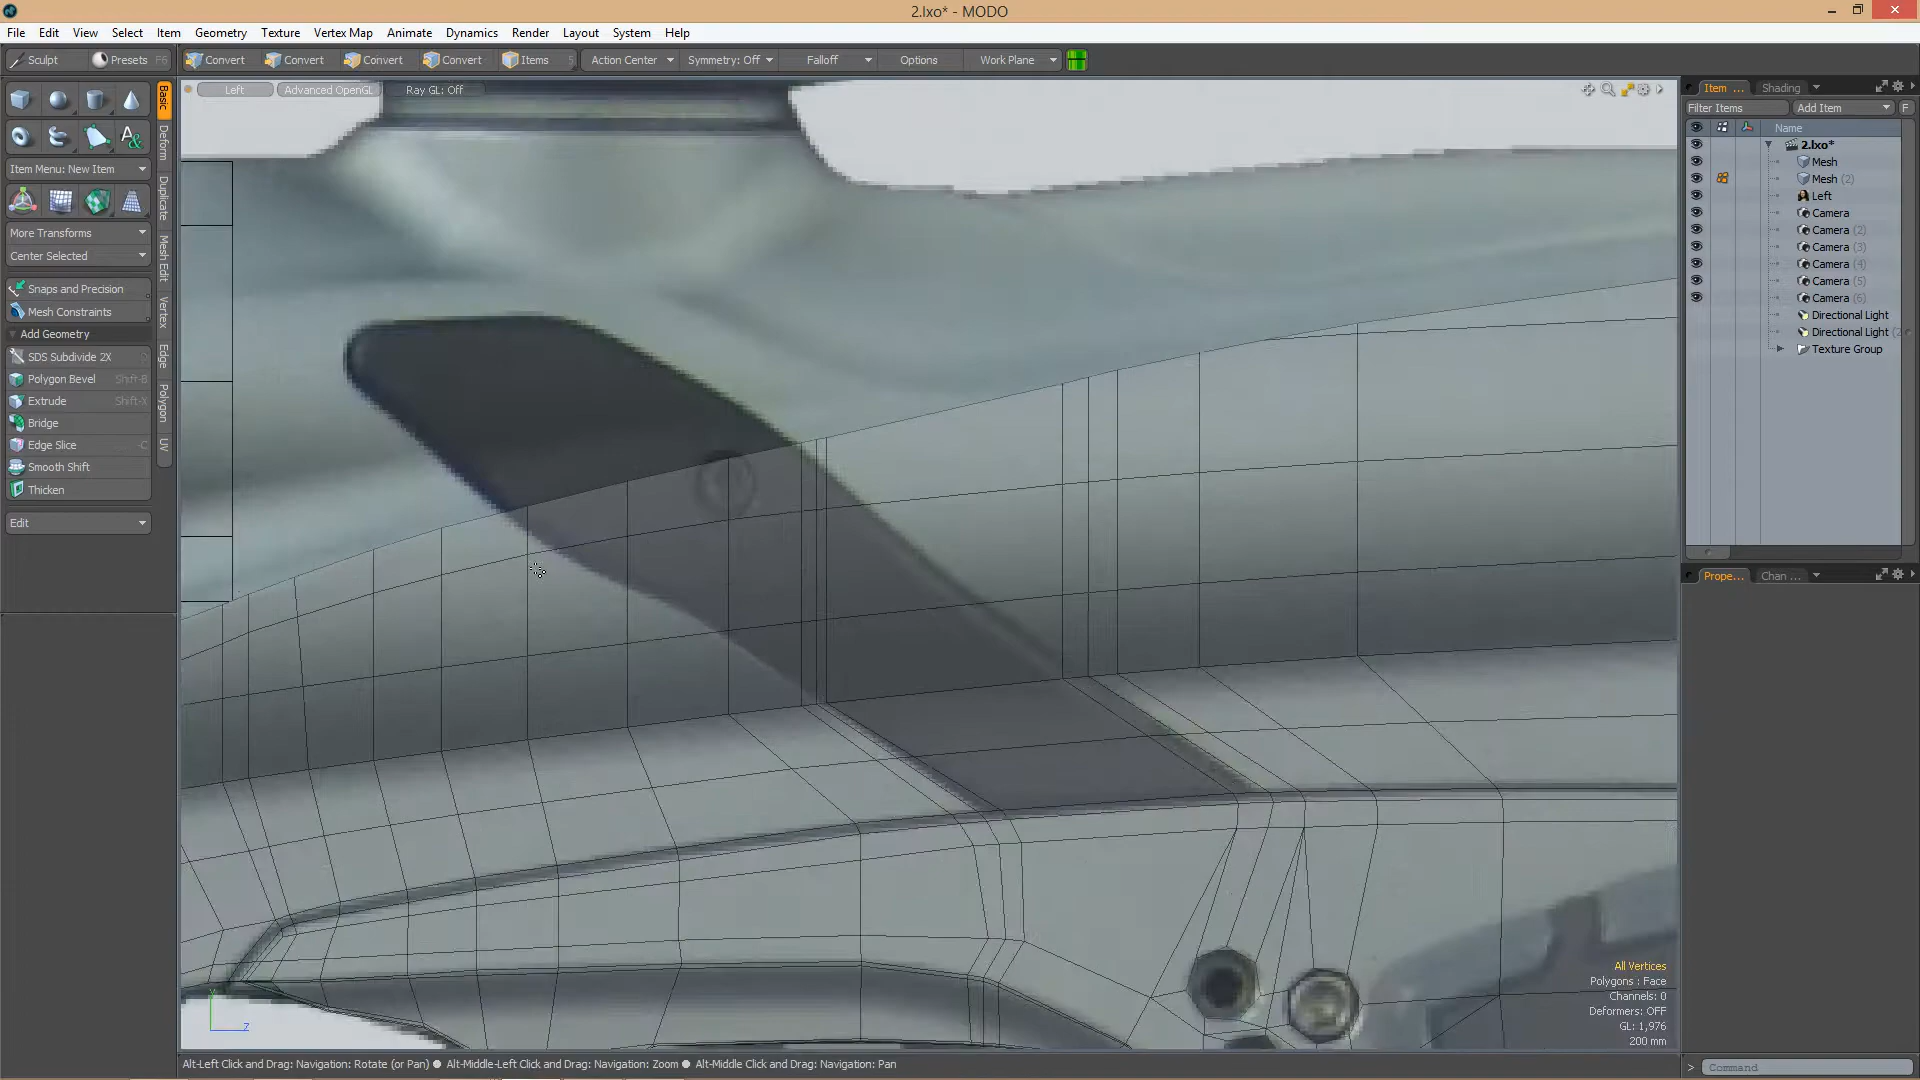 2.lxo* - MODO
File Edit View Select Item Geometry Texture Vertex Map Animate Dynamics Render Layout System Help
Sculpt Presets F6 Convert Convert Convert Convert Items 5 Action Center Symmetry: Off Falloff Options Work Plane
Left Advanced OpenGL Ray GL: Off
Basic
Deform
Duplicate
Mesh Edit
Vertex
Edge
Polygon
UV
Item Menu: New Item
More Transforms
Center Selected
Snaps and Precision
Mesh Constraints
Add Geometry
SDS Subdivide 2X
Polygon Bevel Shift-B
Extrude Shift-X
Bridge
Edge Slice -C
Smooth Shift
Thicken
Edit
Item ... Shading
Filter Items Add Item F
Name
2.lxo*
Mesh
Mesh (2)
Left
Camera
Camera (2)
Camera (3)
Camera (4)
Camera (5)
Camera (6)
Directional Light
Directional Light (2
Texture Group
Prope... Chan ...
Y
Z
All Vertices
Polygons : Face
Channels: 0
Deformers: OFF
GL: 1,976
200 mm
Alt-Left Click and Drag: Navigation: Rotate (or Pan) ● Alt-Middle-Left Click and Drag: Navigation: Zoom ● Alt-Middle Click and Drag: Navigation: Pan
> Command